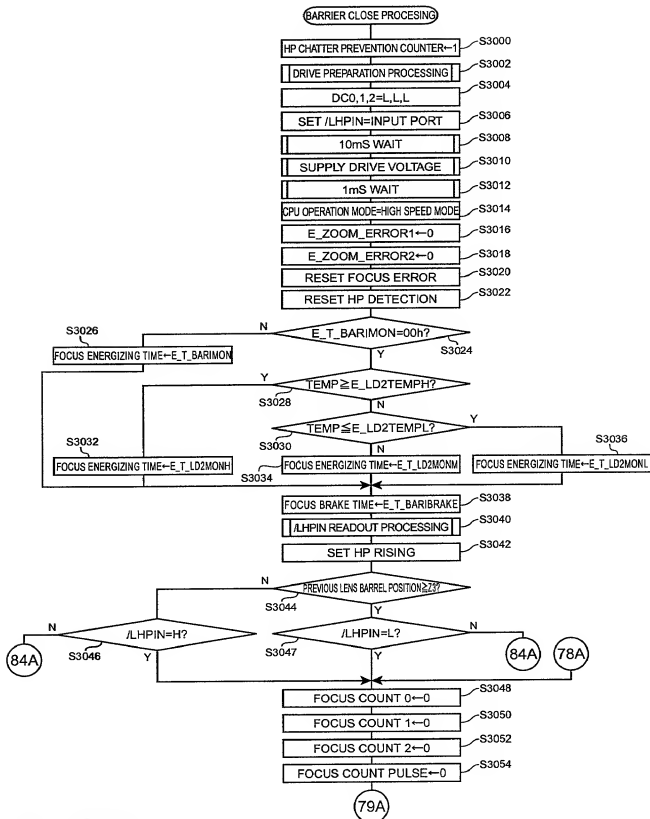 BARRIER CLOSE PROCESING
HP CHATTER PREVENTION COUNTER←1
S3000
DRIVE PREPARATION PROCESSING
S3002
DC0,1,2=L,L,L
S3004
SET /LHPIN=INPUT PORT
S3006
10mS WAIT
S3008
SUPPLY DRIVE VOLTAGE
S3010
1mS WAIT
S3012
CPU OPERATION MODE=HIGH SPEED MODE
S3014
E_ZOOM_ERROR1←0
S3016
E_ZOOM_ERROR2←0
S3018
RESET FOCUS ERROR
S3020
RESET HP DETECTION
S3022
S3026
N
E_T_BARIMON=00h?
S3024
FOCUS ENERGIZING TIME←E_T_BARIMON
Y
Y
TEMP≧E_LD2TEMPH?
S3028
N
TEMP≦E_LD2TEMPL?
Y
S3030
S3032
N
S3036
FOCUS ENERGIZING TIME←E_T_LD2MONH
S3034
FOCUS ENERGIZING TIME←E_T_LD2MONM
FOCUS ENERGIZING TIME←E_T_LD2MONL
FOCUS BRAKE TIME←E_T_BARIBRAKE
S3038
/LHPIN READOUT PROCESSING
S3040
SET HP RISING
S3042
N
PREVIOUS LENS BARREL POSITION≧Z3?
S3044
Y
N
/LHPIN=H?
/LHPIN=L?
N
84A
S3046
Y
S3047
Y
84A
78A
FOCUS COUNT 0←0
S3048
FOCUS COUNT 1←0
S3050
FOCUS COUNT 2←0
S3052
FOCUS COUNT PULSE←0
S3054
79A